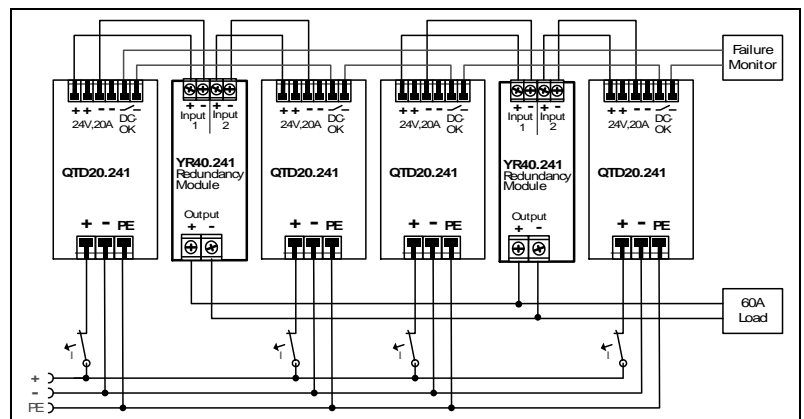 Failure
Monitor
+ + - - DC-
OK
24V,20A
QTD20.241
+ - PE
+ - + -
Input Input
1 2
YR40.241
Redundancy
Module
Output
+ -
+ + - - DC-
OK
24V,20A
QTD20.241
+ - PE
+ + - - DC-
OK
24V,20A
QTD20.241
+ - PE
+ - + -
Input Input
1 2
YR40.241
Redundancy
Module
Output
+ -
+ + - - DC-
OK
24V,20A
QTD20.241
+ - PE
60A
Load
I
I
I
I
+
-
PE